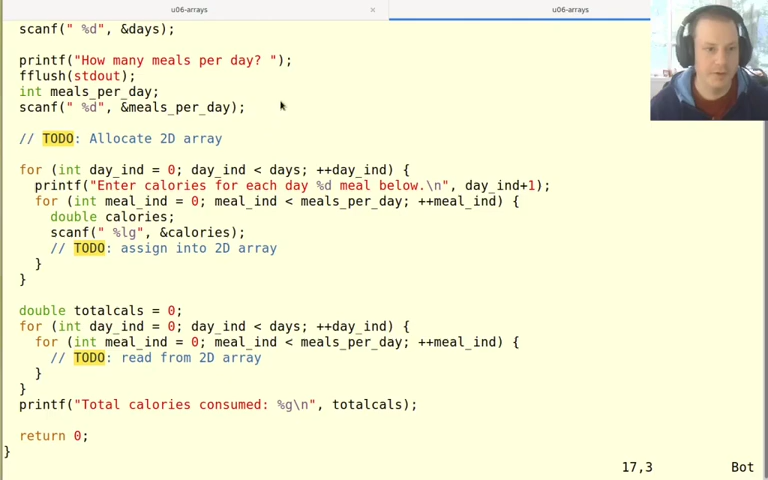 u06-arrays × u06-arrays
scanf(" %d", &days);
printf("How many meals per day? ");
fflush(stdout);
int meals_per_day;
scanf(" %d", &meals_per_day);
// TODO: Allocate 2D array
for (int day_ind = 0; day_ind < days; ++day_ind) {
printf("Enter calories for each day %d meal below.\n", day_ind+1);
for (int meal_ind = 0; meal_ind < meals_per_day; ++meal_ind) {
double calories;
scanf(" %lg", &calories);
// TODO: assign into 2D array
}
}
double totalcals = 0;
for (int day_ind = 0; day_ind < days; ++day_ind) {
for (int meal_ind = 0; meal_ind < meals_per_day; ++meal_ind) {
// TODO: read from 2D array
}
}
printf("Total calories consumed: %g\n", totalcals);
return 0;
}
17,3 Bot